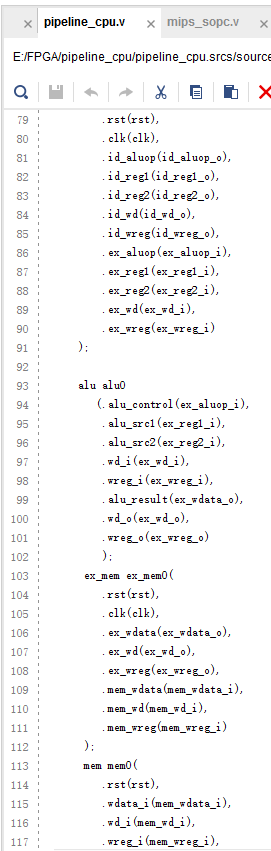 pipeline_cpu.v × mips_sopc.v ×
E:/FPGA/pipeline_cpu/pipeline_cpu.srcs/source
79 .rst(rst),
80 .clk(clk),
81 .id_aluop(id_aluop_o),
82 .id_reg1(id_reg1_o),
83 .id_reg2(id_reg2_o),
84 .id_wd(id_wd_o),
85 .id_wreg(id_wreg_o),
86 .ex_aluop(ex_aluop_i),
87 .ex_reg1(ex_reg1_i),
88 .ex_reg2(ex_reg2_i),
89 .ex_wd(ex_wd_i),
90 .ex_wreg(ex_wreg_i)
91 );
92
93 alu alu0
94 (.alu_control(ex_aluop_i),
95 .alu_src1(ex_reg1_i),
96 .alu_src2(ex_reg2_i),
97 .wd_i(ex_wd_i),
98 .wreg_i(ex_wreg_i),
99 .alu_result(ex_wdata_o),
100 .wd_o(ex_wd_o),
101 .wreg_o(ex_wreg_o)
102 );
103 ex_mem ex_mem0(
104 .rst(rst),
105 .clk(clk),
106 .ex_wdata(ex_wdata_o),
107 .ex_wd(ex_wd_o),
108 .ex_wreg(ex_wreg_o),
109 .mem_wdata(mem_wdata_i),
110 .mem_wd(mem_wd_i),
111 .mem_wreg(mem_wreg_i)
112 );
113 mem mem0(
114 .rst(rst),
115 .wdata_i(mem_wdata_i),
116 .wd_i(mem_wd_i),
117 .wreg_i(mem_wreg_i),